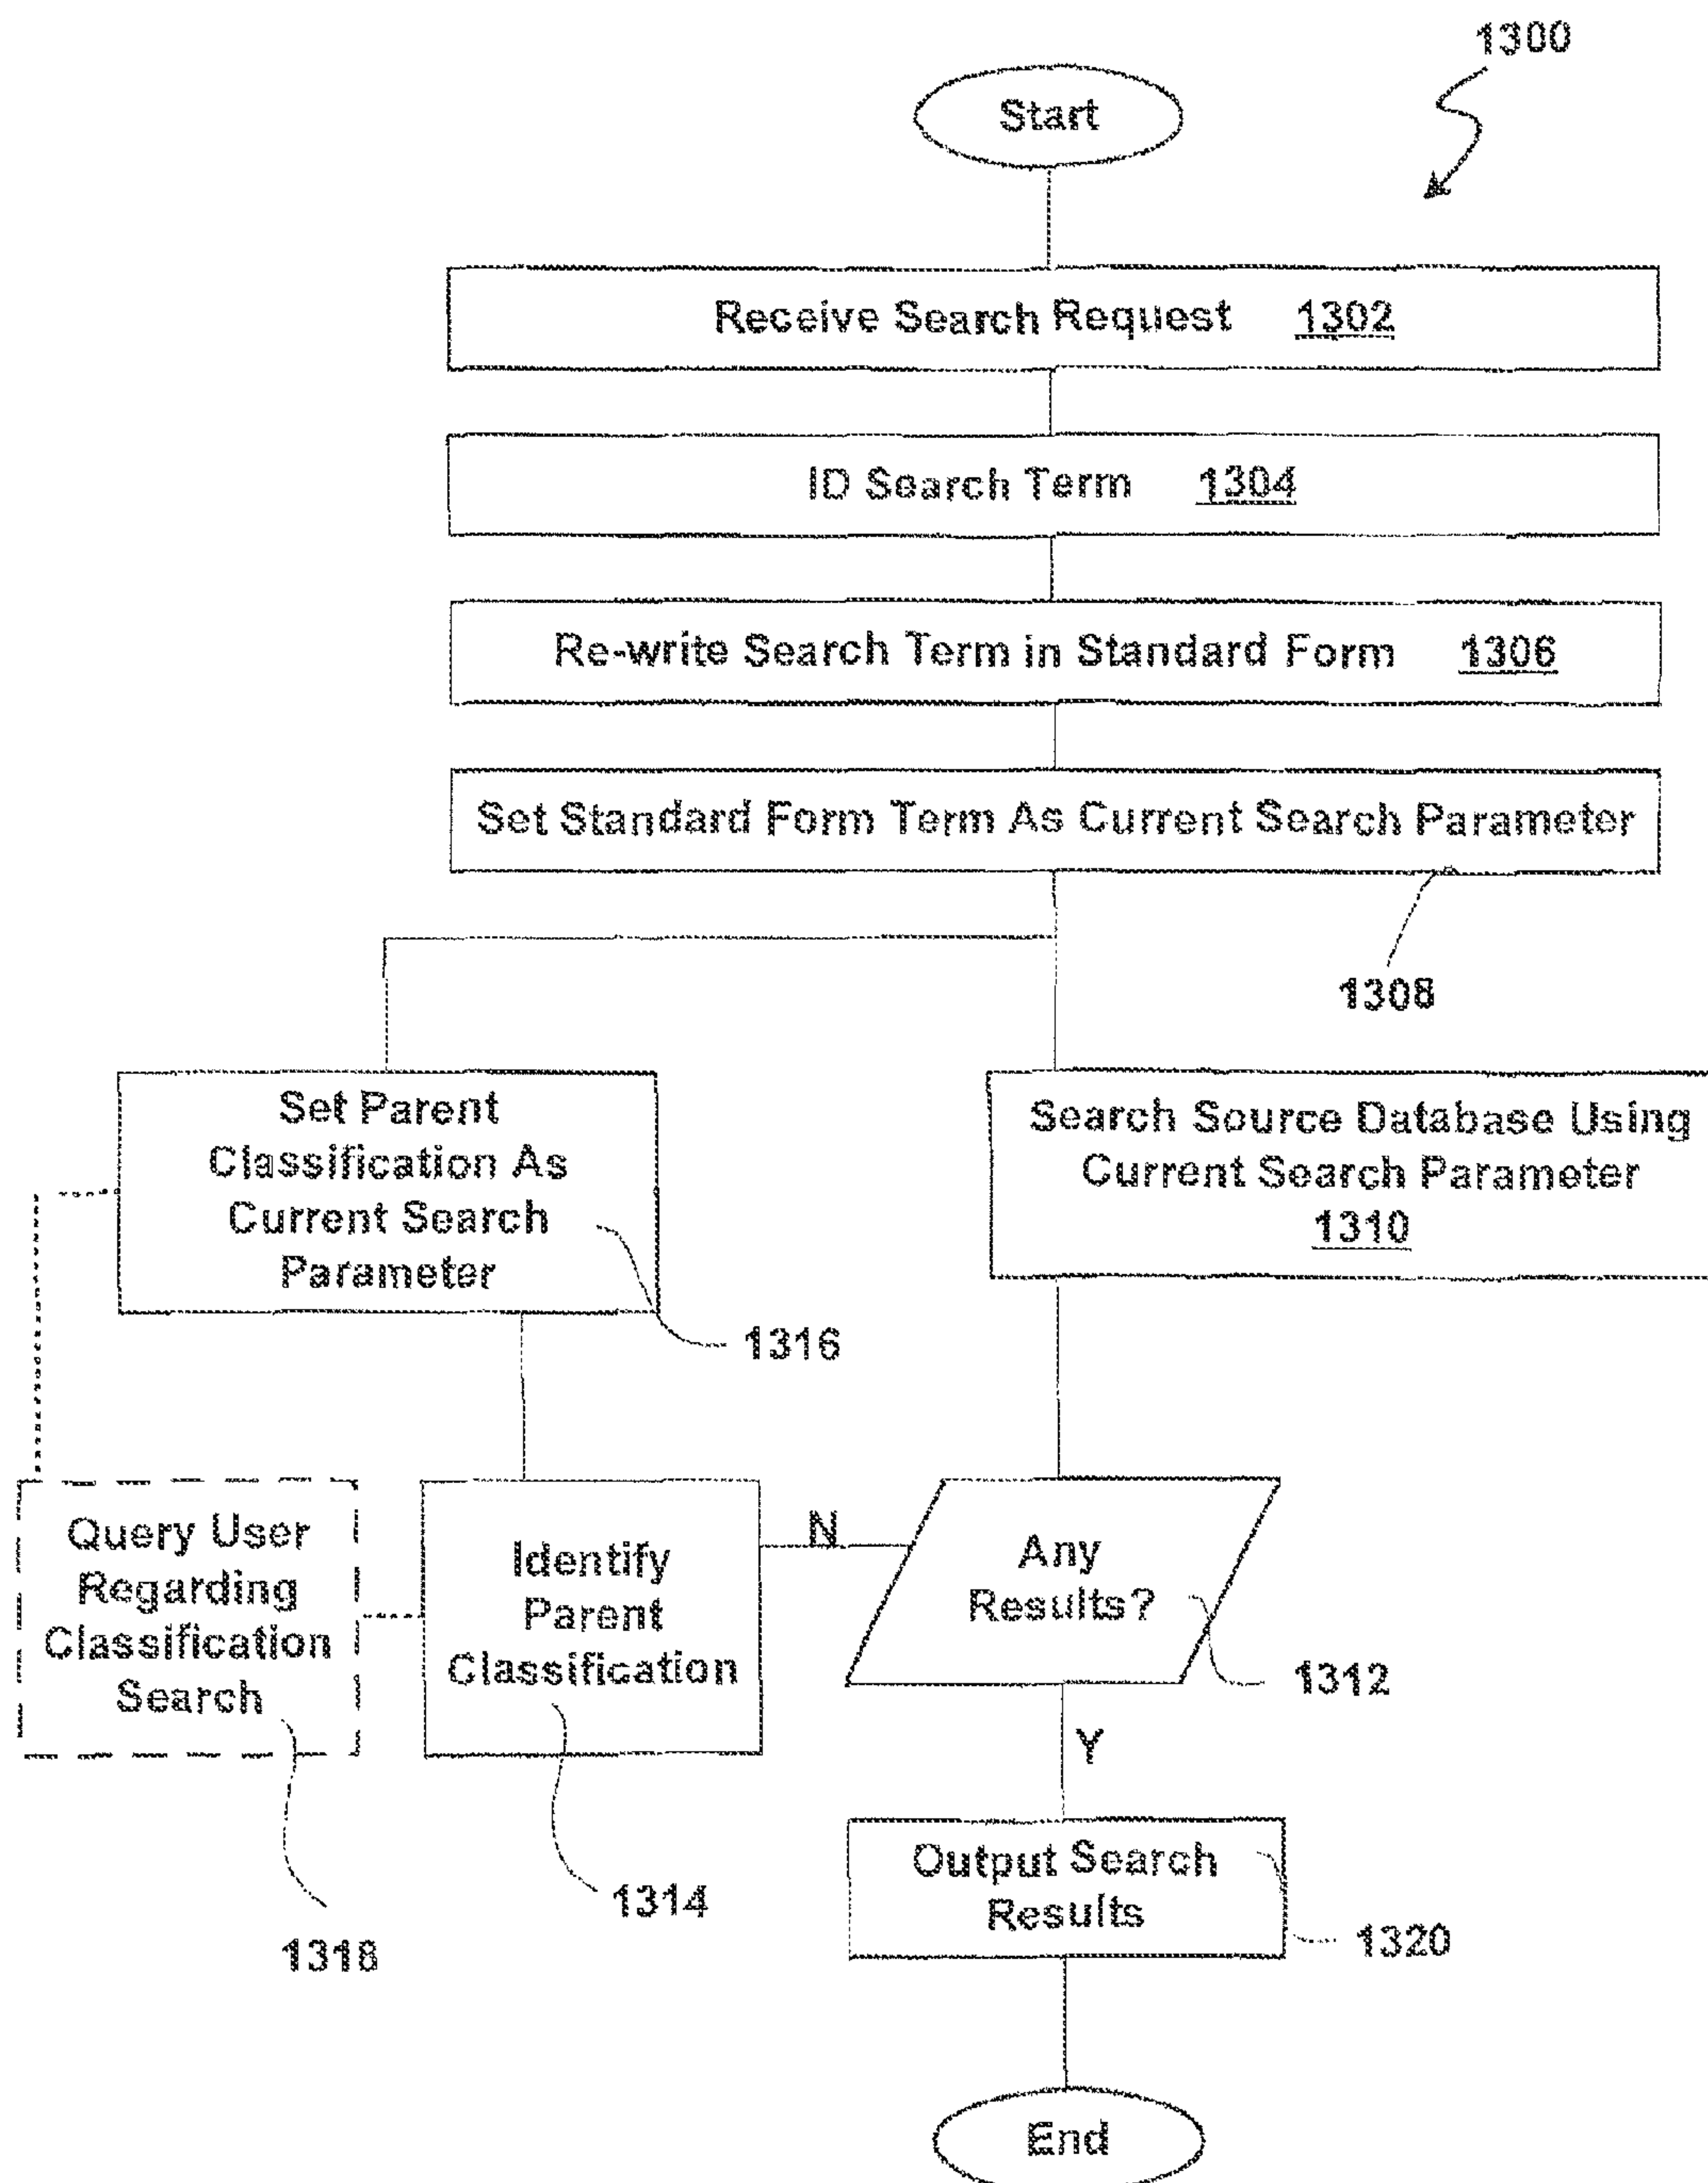 1300
Start
Receive Search Request 1302
ID Search Term 1304
Re-write Search Term in Standard Form 1306
Set Standard Form Term As Current Search Parameter
1308
Set Parent
Classification As
Current Search
Parameter
1316
Search Source Database Using
Current Search Parameter
1310
Query User
Regarding
Classification
Search
1318
Identify
Parent
Classification
1314
N
Any
Results?
1312
Y
Output Search
Results
1320
End